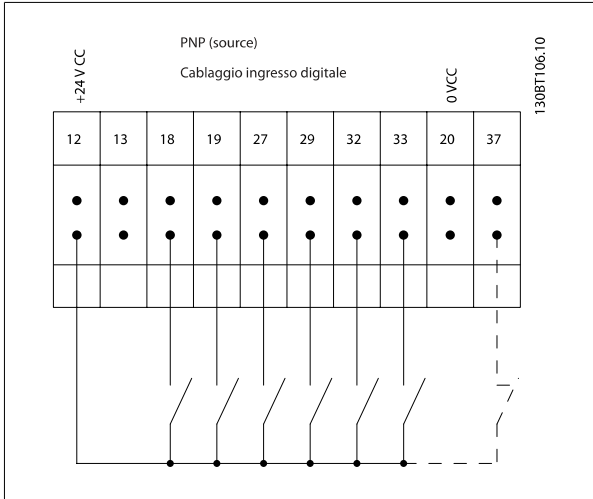 PNP (source)
Cablaggio ingresso digitale
+24 V CC
0 VCC
130BT106.10
12 13 18 19 27 29 32 33 20 37